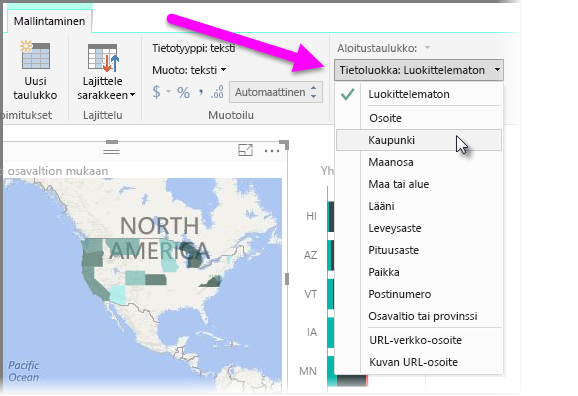 Mallintaminen
Uusi
taulukko
Lajittele
sarakkeen
Tietotyyppi: teksti
Muoto: teksti
$ % , .00
Automaattinen
Aloitustaulukko:
Tietoluokka: Luokittelematon
Lajittelu
Muotoilu
Luokittelematon
Osoite
Kaupunki
Maanosa
Maa tai alue
Lääni
Leveysaste
Pituusaste
Paikka
Postinumero
Osavaltio tai provinssi
URL-verkko-osoite
Kuvan URL-osoite
osavaltion mukaan
NORTH
AMERICA
Pacific
Ocean
HI
AZ
VT
IA
MN